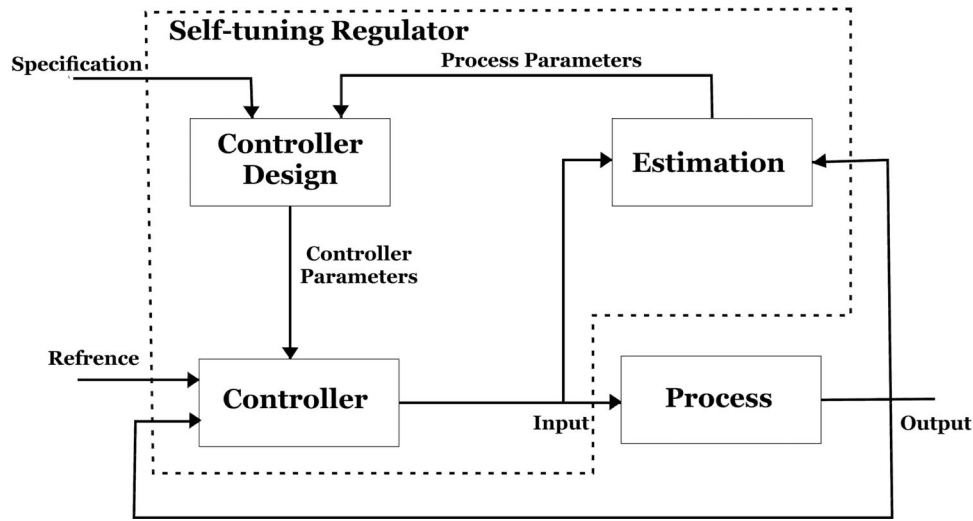 Self-tuning Regulator
Specification
Process Parameters
Controller
Design
Estimation
Controller
Parameters
Refrence
Controller
Process
Input
Output